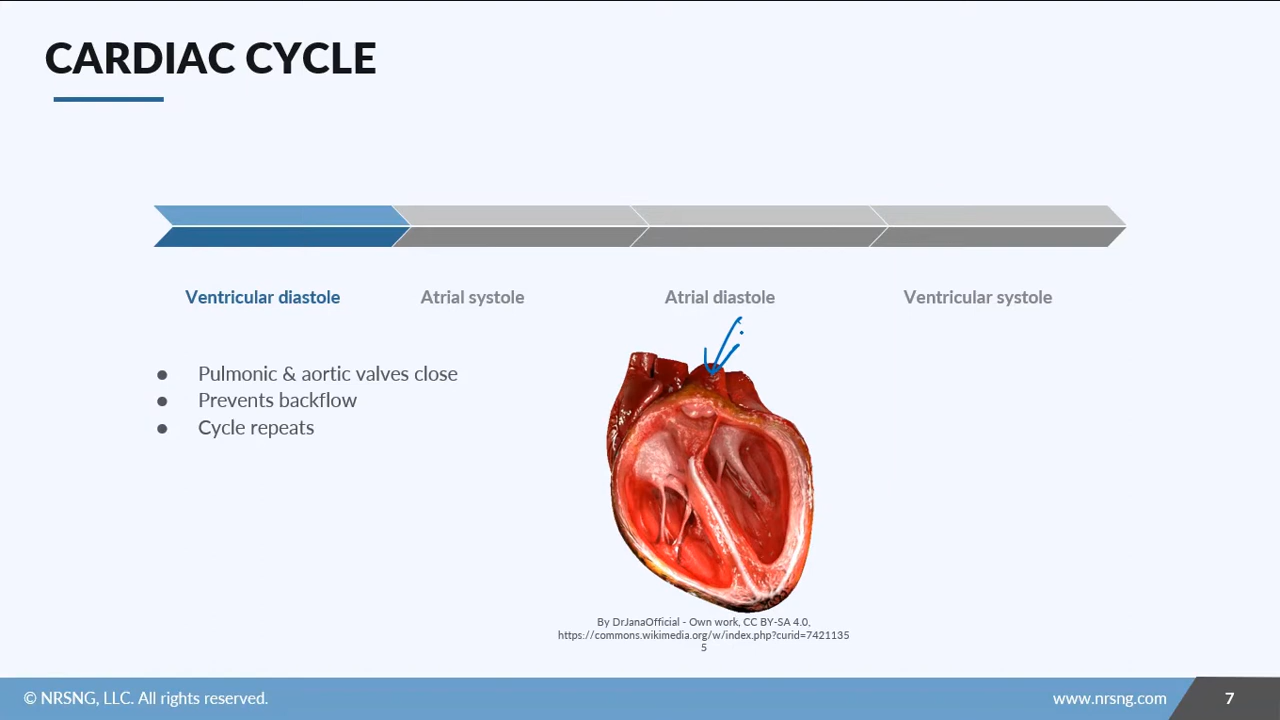 CARDIAC CYCLE
Ventricular diastole
Atrial systole
Atrial diastole
Ventricular systole
● Pulmonic & aortic valves close
● Prevents backflow
● Cycle repeats
By DrJanaOfficial - Own work, CC BY-SA 4.0,
https://commons.wikimedia.org/w/index.php?curid=7421135
5
© NRSNG, LLC. All rights reserved.
www.nrsng.com
7